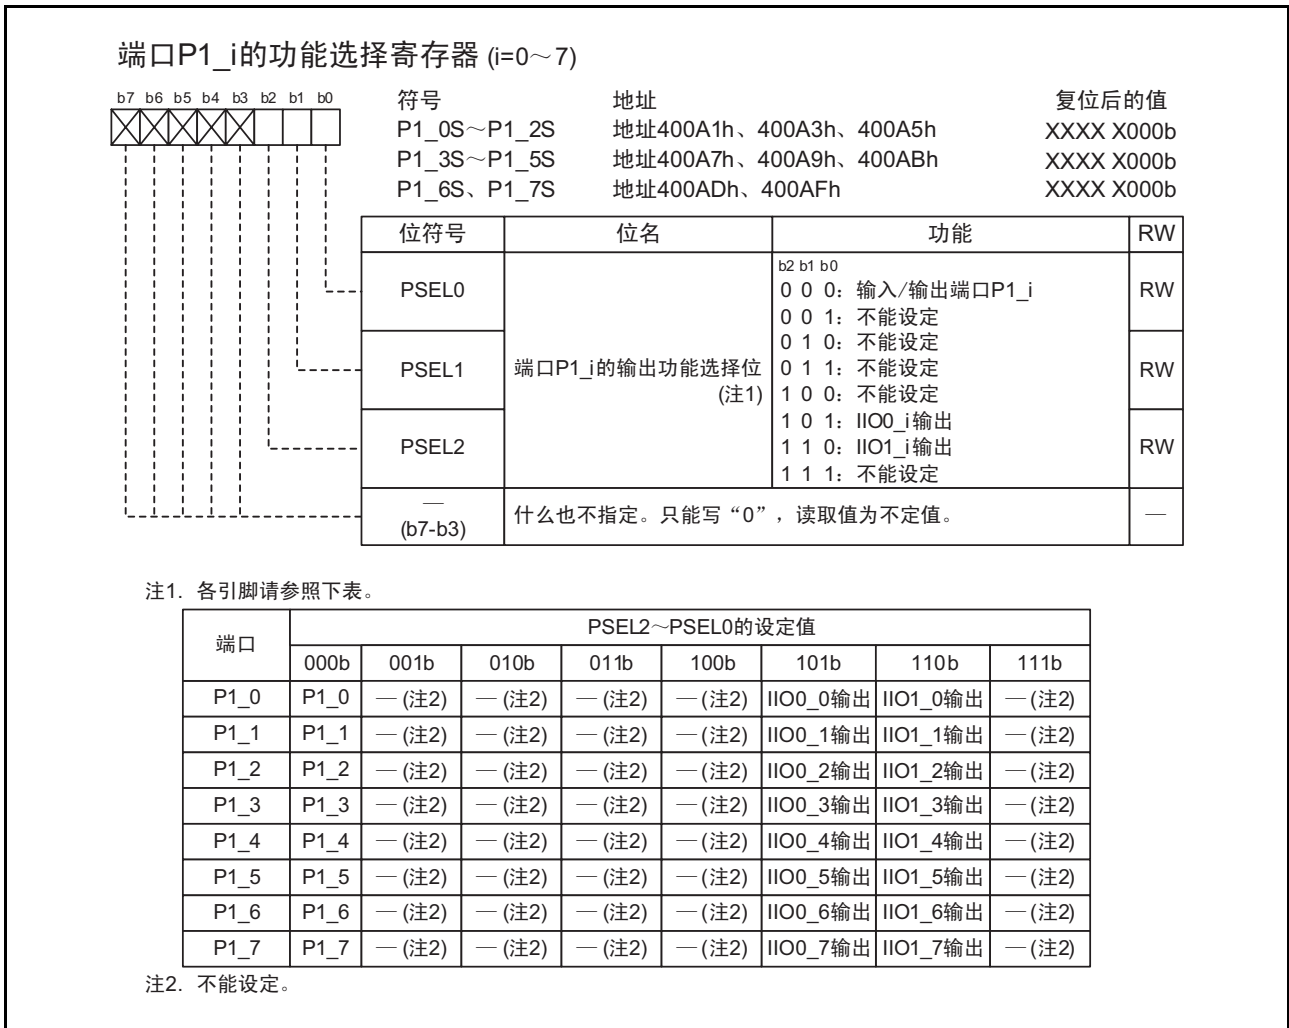 端口P1_i的功能选择寄存器 (i=0～7)
b7 b6 b5 b4 b3 b2 b1 b0
符号 地址 复位后的值
P1_0S～P1_2S 地址400A1h、400A3h、400A5h XXXX X000b
P1_3S～P1_5S 地址400A7h、400A9h、400ABh XXXX X000b
P1_6S、P1_7S 地址400ADh、400AFh XXXX X000b
位符号 位名 功能 RW
PSEL0 RW
PSEL1 RW
PSEL2 RW
端口P1_i的输出功能选择位
(注1)
b2 b1 b0
0 0 0：输入/输出端口P1_i
0 0 1：不能设定
0 1 0：不能设定
0 1 1：不能设定
1 0 0：不能设定
1 0 1：IIO0_i输出
1 1 0：IIO1_i输出
1 1 1：不能设定
—
(b7-b3) 什么也不指定。只能写“0”，读取值为不定值。 —
注1. 各引脚请参照下表。
端口 PSEL2～PSEL0的设定值
000b 001b 010b 011b 100b 101b 110b 111b
P1_0 P1_0 —(注2) —(注2) —(注2) —(注2) IIO0_0输出 IIO1_0输出 —(注2)
P1_1 P1_1 —(注2) —(注2) —(注2) —(注2) IIO0_1输出 IIO1_1输出 —(注2)
P1_2 P1_2 —(注2) —(注2) —(注2) —(注2) IIO0_2输出 IIO1_2输出 —(注2)
P1_3 P1_3 —(注2) —(注2) —(注2) —(注2) IIO0_3输出 IIO1_3输出 —(注2)
P1_4 P1_4 —(注2) —(注2) —(注2) —(注2) IIO0_4输出 IIO1_4输出 —(注2)
P1_5 P1_5 —(注2) —(注2) —(注2) —(注2) IIO0_5输出 IIO1_5输出 —(注2)
P1_6 P1_6 —(注2) —(注2) —(注2) —(注2) IIO0_6输出 IIO1_6输出 —(注2)
P1_7 P1_7 —(注2) —(注2) —(注2) —(注2) IIO0_7输出 IIO1_7输出 —(注2)
注2. 不能设定。